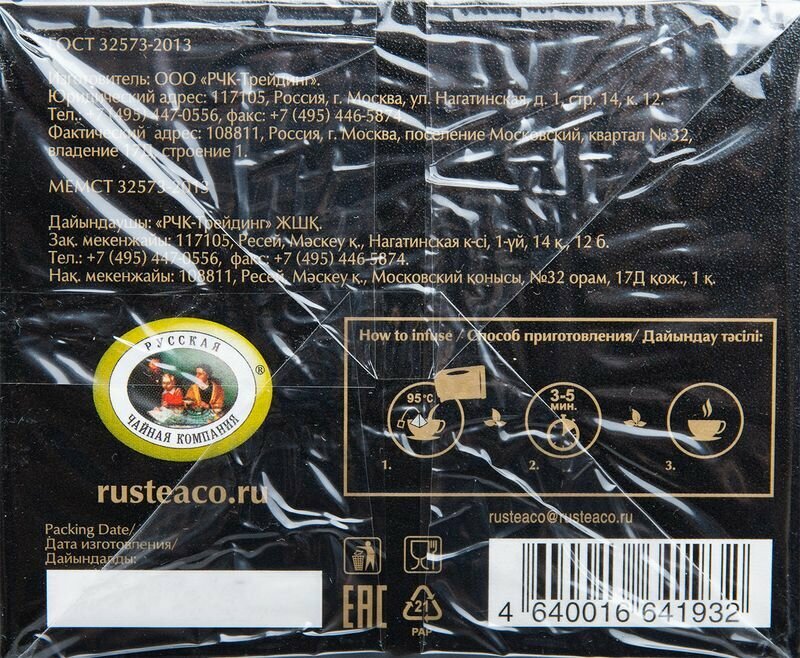 ГОСТ 32573-2013
Изготовитель: ООО «РЧК-Трейдинг».
Юридический адрес: 117105, Россия, г. Москва, ул. Нагатинская, д. 1, стр. 14, к. 12.
Тел.: +7 (495) 447-0556, факс: +7 (495) 446-5874.
Фактический адрес: 108811, Россия, г. Москва, поселение Московский, квартал № 32,
владение 17Д, строение 1.
МЕМСТ 32573-2013
Дайындаушы: «РЧК-Трейдинг» ЖШҚ.
Заң. мекенжайы: 117105, Ресей, Мәскеу қ., Нагатинская к-сі, 1-үй, 14 қ., 12 б.
Тел.: +7 (495) 447-0556, факс: +7 (495) 446-5874.
Нақ. мекенжайы: 108811, Ресей, Мәскеу қ., Московский қонысы, №32 орам, 17Д қож., 1 қ.
РУССКАЯ
ЧАЙНАЯ КОМПАНИЯ
®
rusteaco.ru
How to infuse / Способ приготовления/ Дайындау тәсілі:
95°C
3-5
МИН.
1.
2.
3.
rusteaco@rusteaco.ru
Packing Date/
Дата изготовления/
Дайындалды:
EAC
21
PAP
4 640016 641932